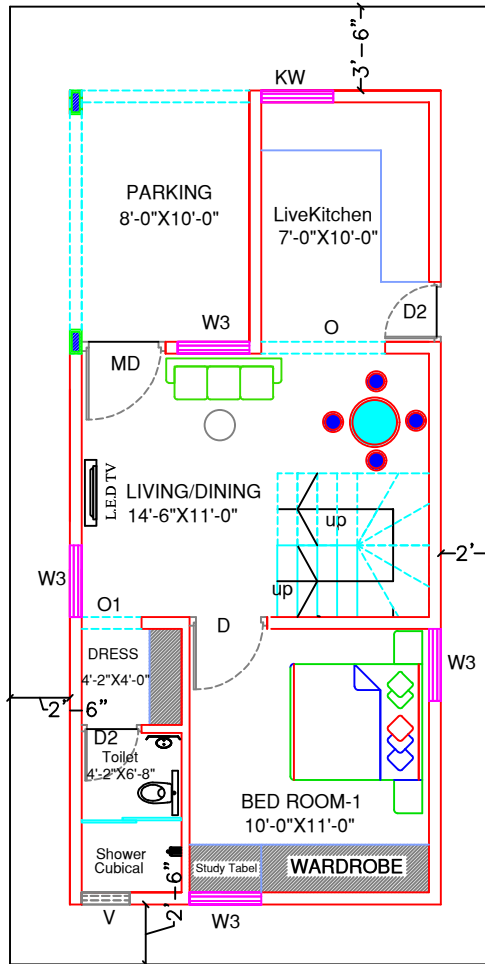 3'-6"
KW
PARKING
8'-0"X10'-0"
LiveKitchen
7'-0"X10'-0"
D2
W3
O
MD
L.E.D TV
LIVING/DINING
14'-6"X11'-0"
up
up
2'-
W3
O1
D
DRESS
4'-2"X4'-0"
W3
2'-6"
D2
Toilet
4'-2"X6'-8"
BED ROOM-1
10'-0"X11'-0"
Shower
Cubical
Study Tabel
WARDROBE
2'-6"
V
W3